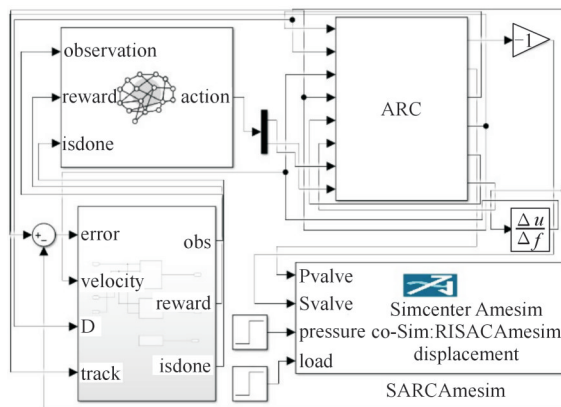 observation
reward
action
isdone
ARC
-1
Δu
Δf
+
-
error
obs
velocity
reward
D
isdone
track
Pvalve
Svalve
pressure
load
Simcenter Amesim
co-Sim:RISACAmesim
displacement
SARCAmesim